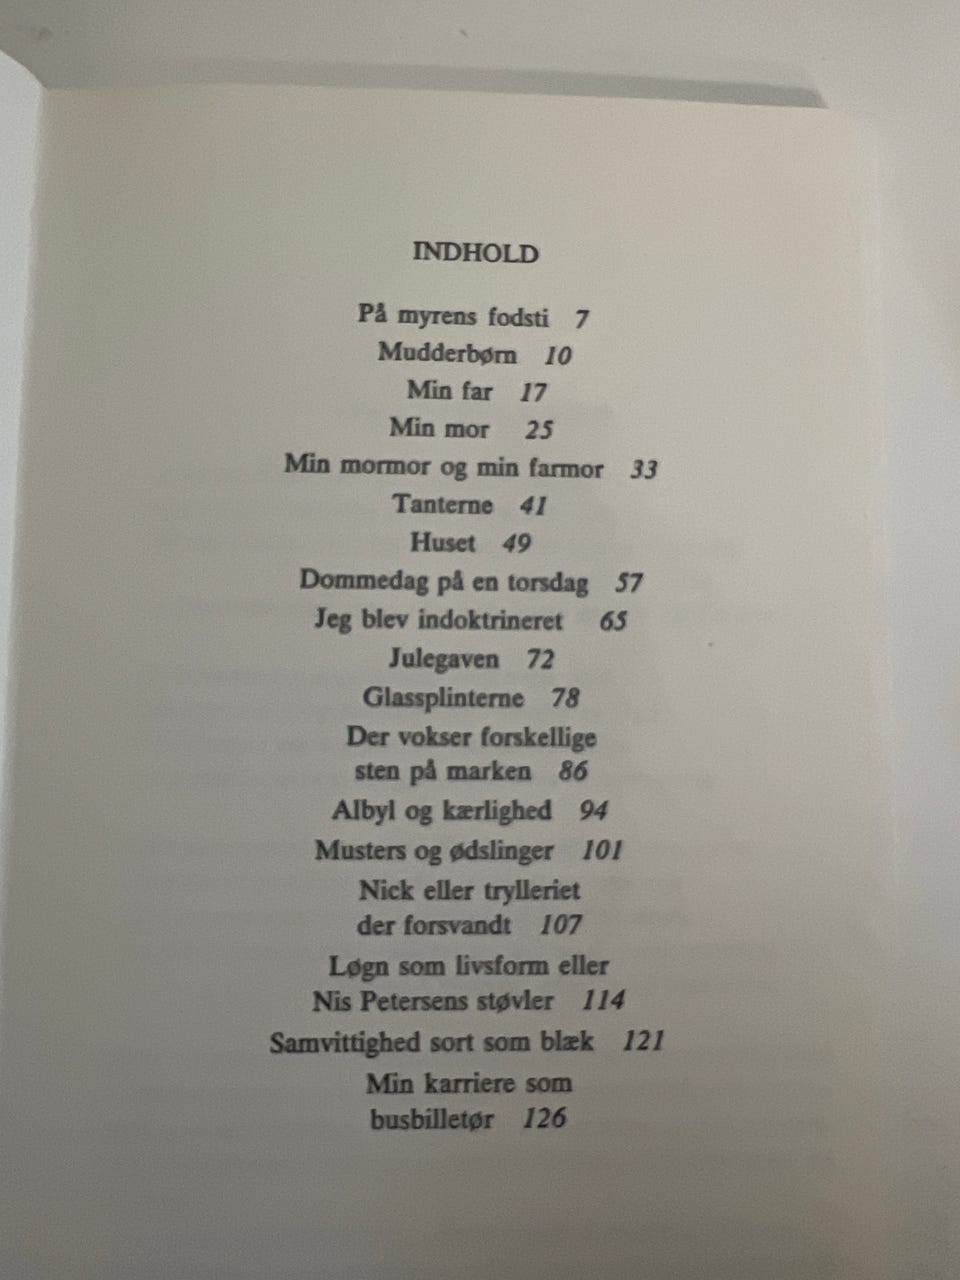 INDHOLD
På myrens fodsti 7
Mudderbørn 10
Min far 17
Min mor 25
Min mormor og min farmor 33
Tanterne 41
Huset 49
Dommedag på en torsdag 57
Jeg blev indoktrineret 65
Julegaven 72
Glassplinterne 78
Der vokser forskellige
sten på marken 86
Albyl og kærlighed 94
Musters og ødslinger 101
Nick eller trylleriet
der forsvandt 107
Løgn som livsform eller
Nis Petersens støvler 114
Samvittighed sort som blæk 121
Min karriere som
busbilletør 126